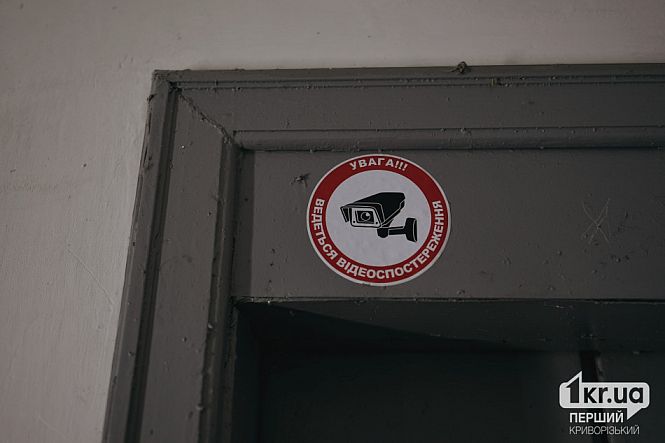 УВАГА!!!
ВЕДЕТЬСЯ ВІДЕОСПОСТЕРЕЖЕННЯ
1kr.ua
ПЕРШИЙ
КРИВОРІЗЬКИЙ